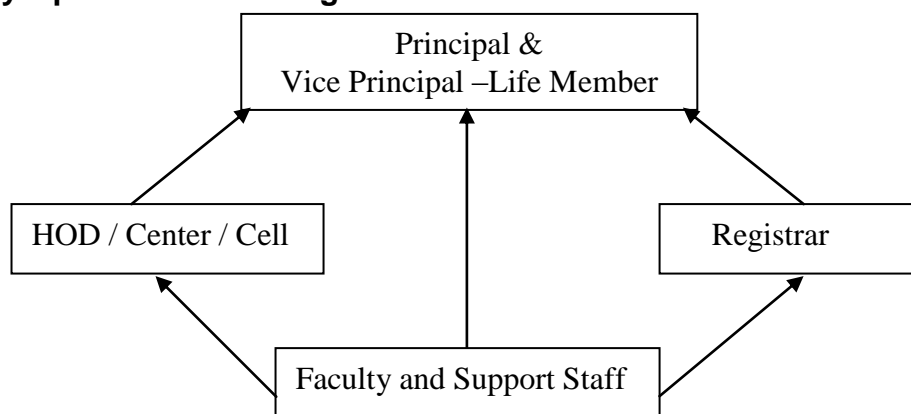 Principal &
Vice Principal –Life Member
HOD / Center / Cell
Registrar
Faculty and Support Staff